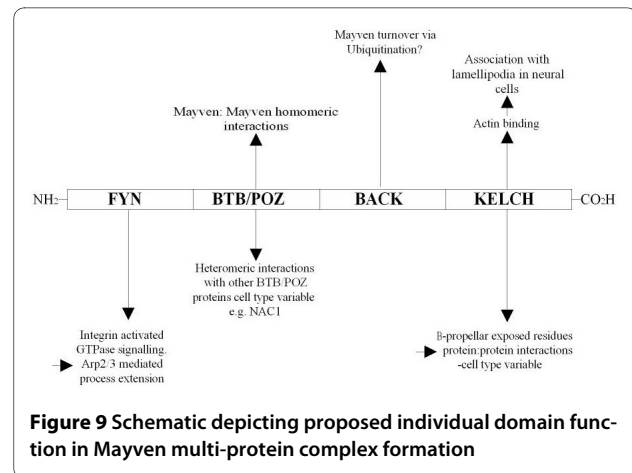 Mayven turnover via
Ubiquitination?
Association with
lamellipodia in neural
cells
Mayven: Mayven homomeric
interactions
Actin binding
NH2
FYN
BTB/POZ
BACK
KELCH
CO2H
Heteromeric interactions
with other BTB/POZ
proteins cell type variable
e.g. NAC1
Integrin activated
GTPase signalling.
Arp2/3 mediated
process extension
B-propellar exposed residues
protein:protein interactions
-cell type variable
Figure 9 Schematic depicting proposed individual domain func-
tion in Mayven multi-protein complex formation